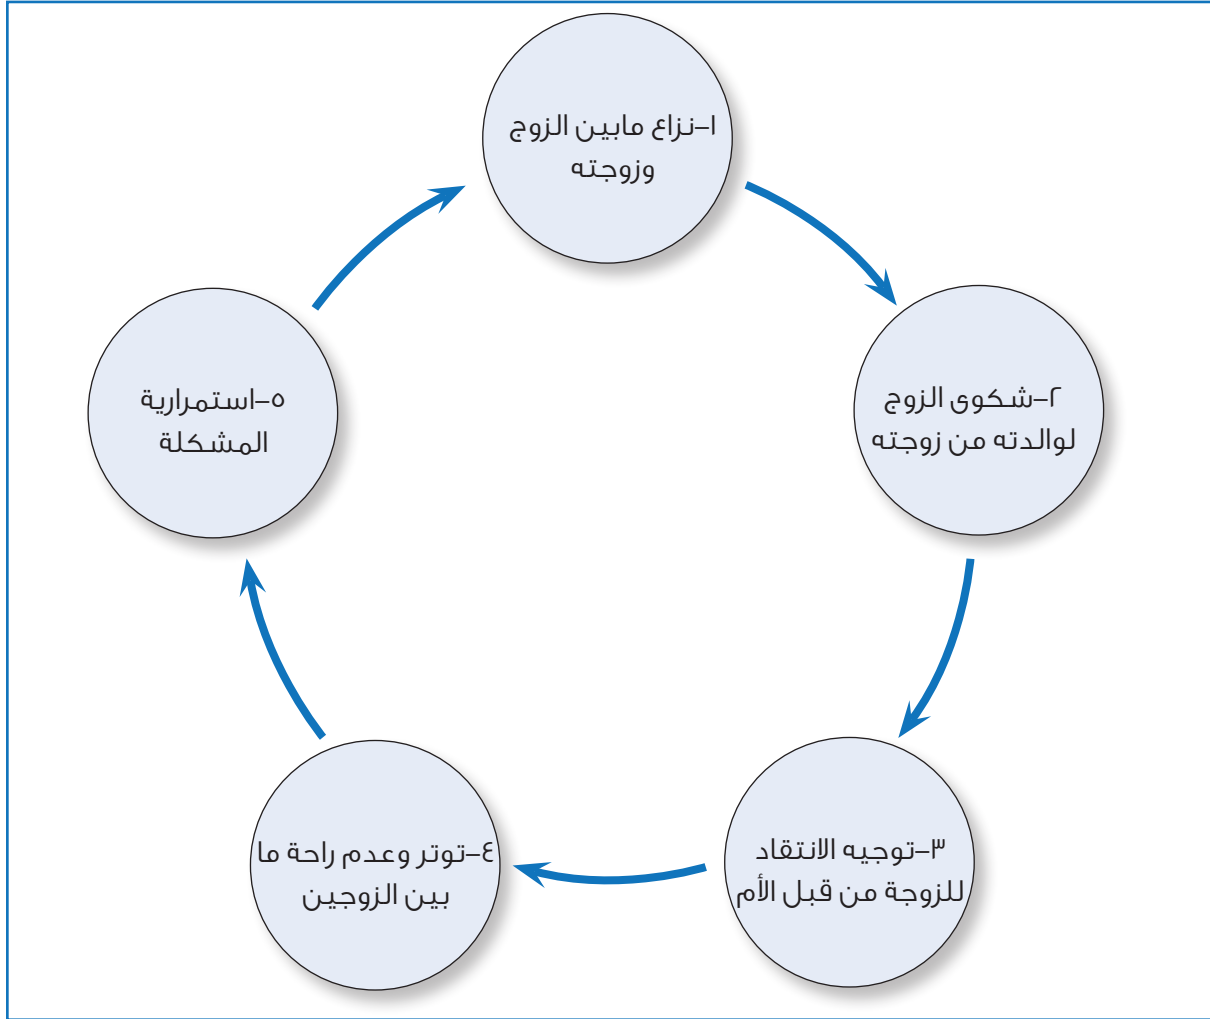 ١-نزاع مابين الزوج
وزوجته
٢-شكوى الزوج
لوالدته من زوجته
٣-توجيه الانتقاد
للزوجة من قبل الأم
٤-توتر وعدم راحة ما
بين الزوجين
٥-استمرارية
المشكلة